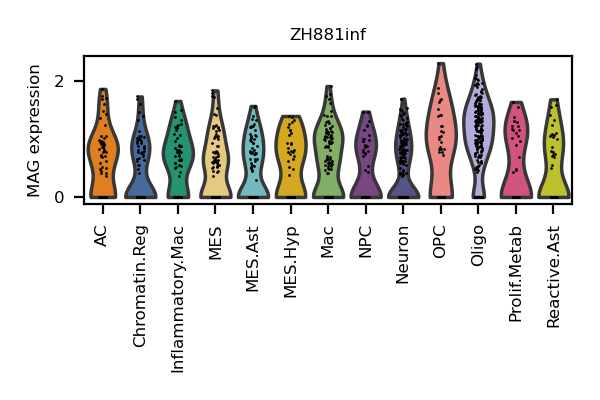 ZH881inf
MAG expression
2
0
AC
Chromatin.Reg
Inflammatory.Mac
MES
MES.Ast
MES.Hyp
Mac
NPC
Neuron
OPC
Oligo
Prolif.Metab
Reactive.Ast